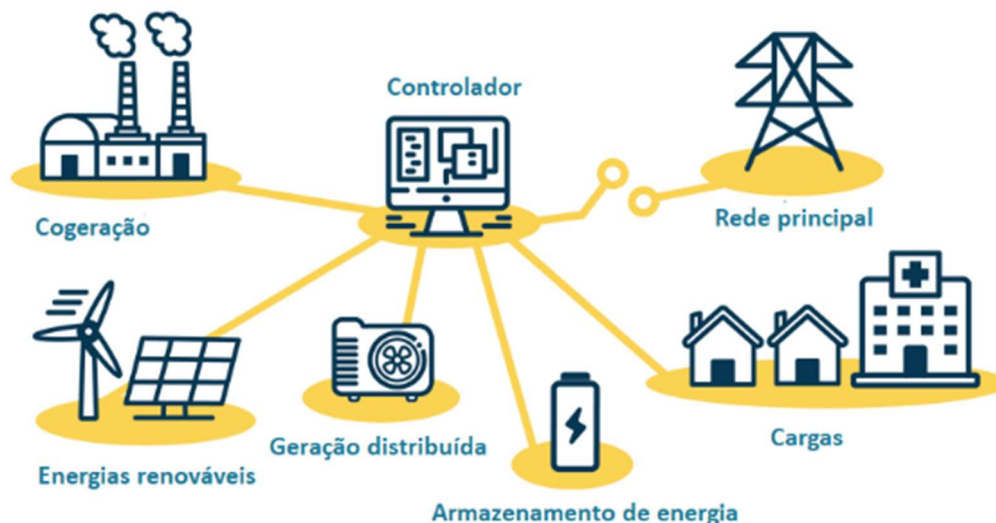 Controlador
Cogeração
Rede principal
Energias renováveis
Geração distribuída
Armazenamento de energia
Cargas